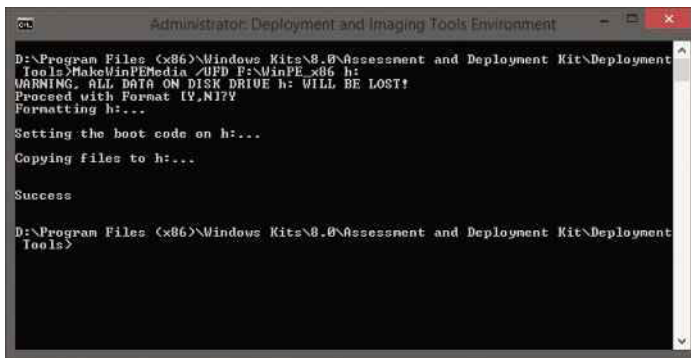 Administrator: Deployment and Imaging Tools Environment
D:\Program Files (x86)\Windows Kits\8.0\Assessment and Deployment Kit\Deployment
Tools>MakeWinPEMedia /UFD F:\WinPE_x86 h:
WARNING, ALL DATA ON DISK DRIVE h: WILL BE LOST!
Proceed with Format [Y,N]?Y
Formatting h:...
Setting the boot code on h:...
Copying files to h:...
Success
D:\Program Files (x86)\Windows Kits\8.0\Assessment and Deployment Kit\Deployment
Tools>